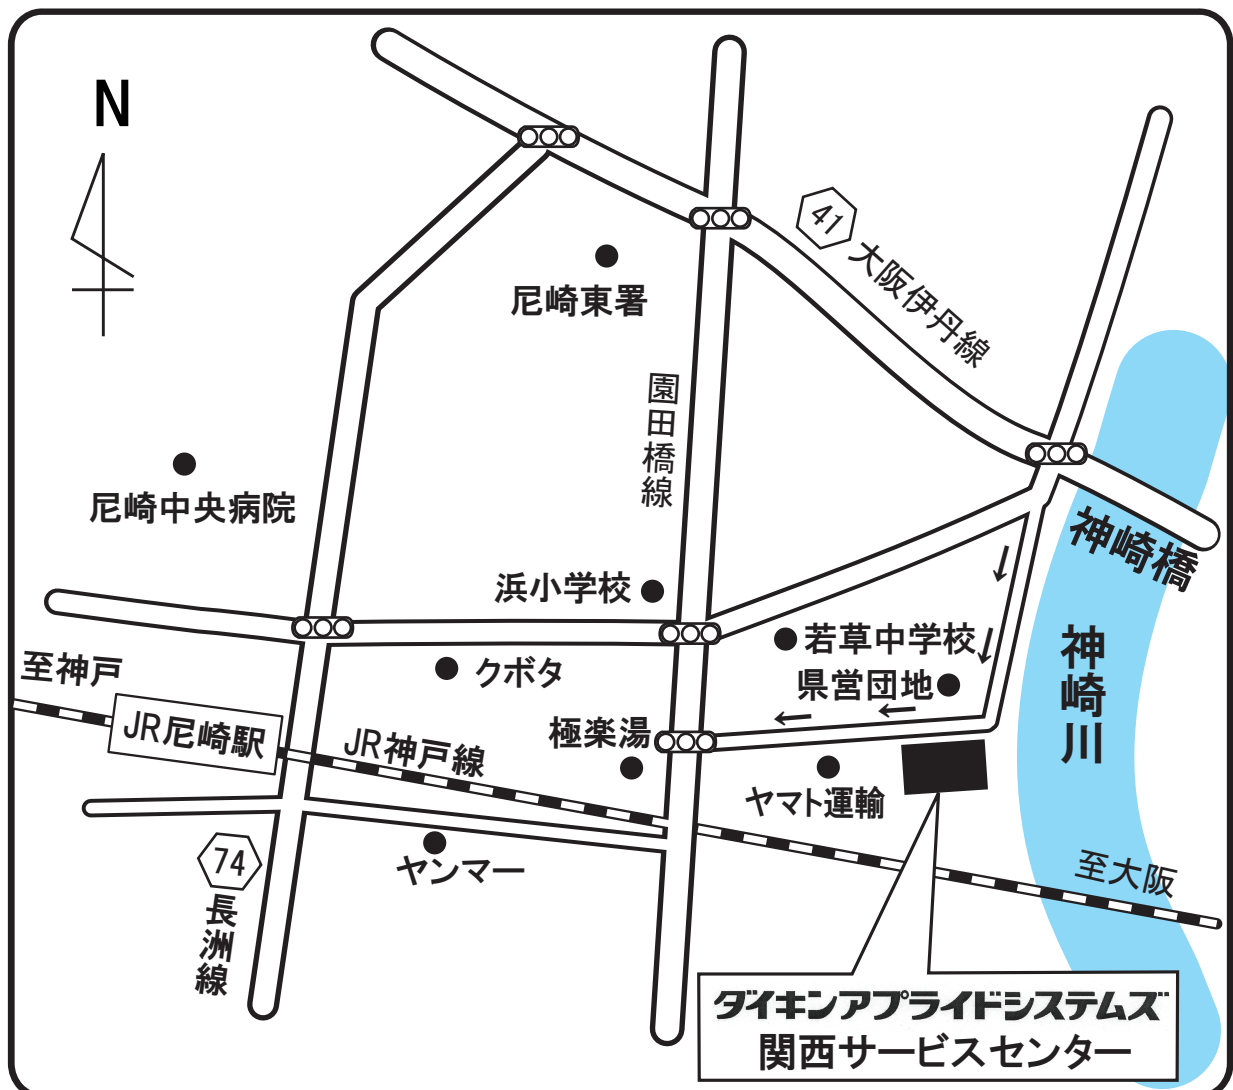 N
41
大阪伊丹線
尼崎東署
園田橋線
尼崎中央病院
神崎橋
浜小学校
若草中学校
神崎川
至神戸
クボタ
県営団地
JR尼崎駅
JR神戸線
極楽湯
ヤマト運輸
74
ヤンマー
至大阪
長洲線
ダイキンアプライドシステムズ
関西サービスセンター